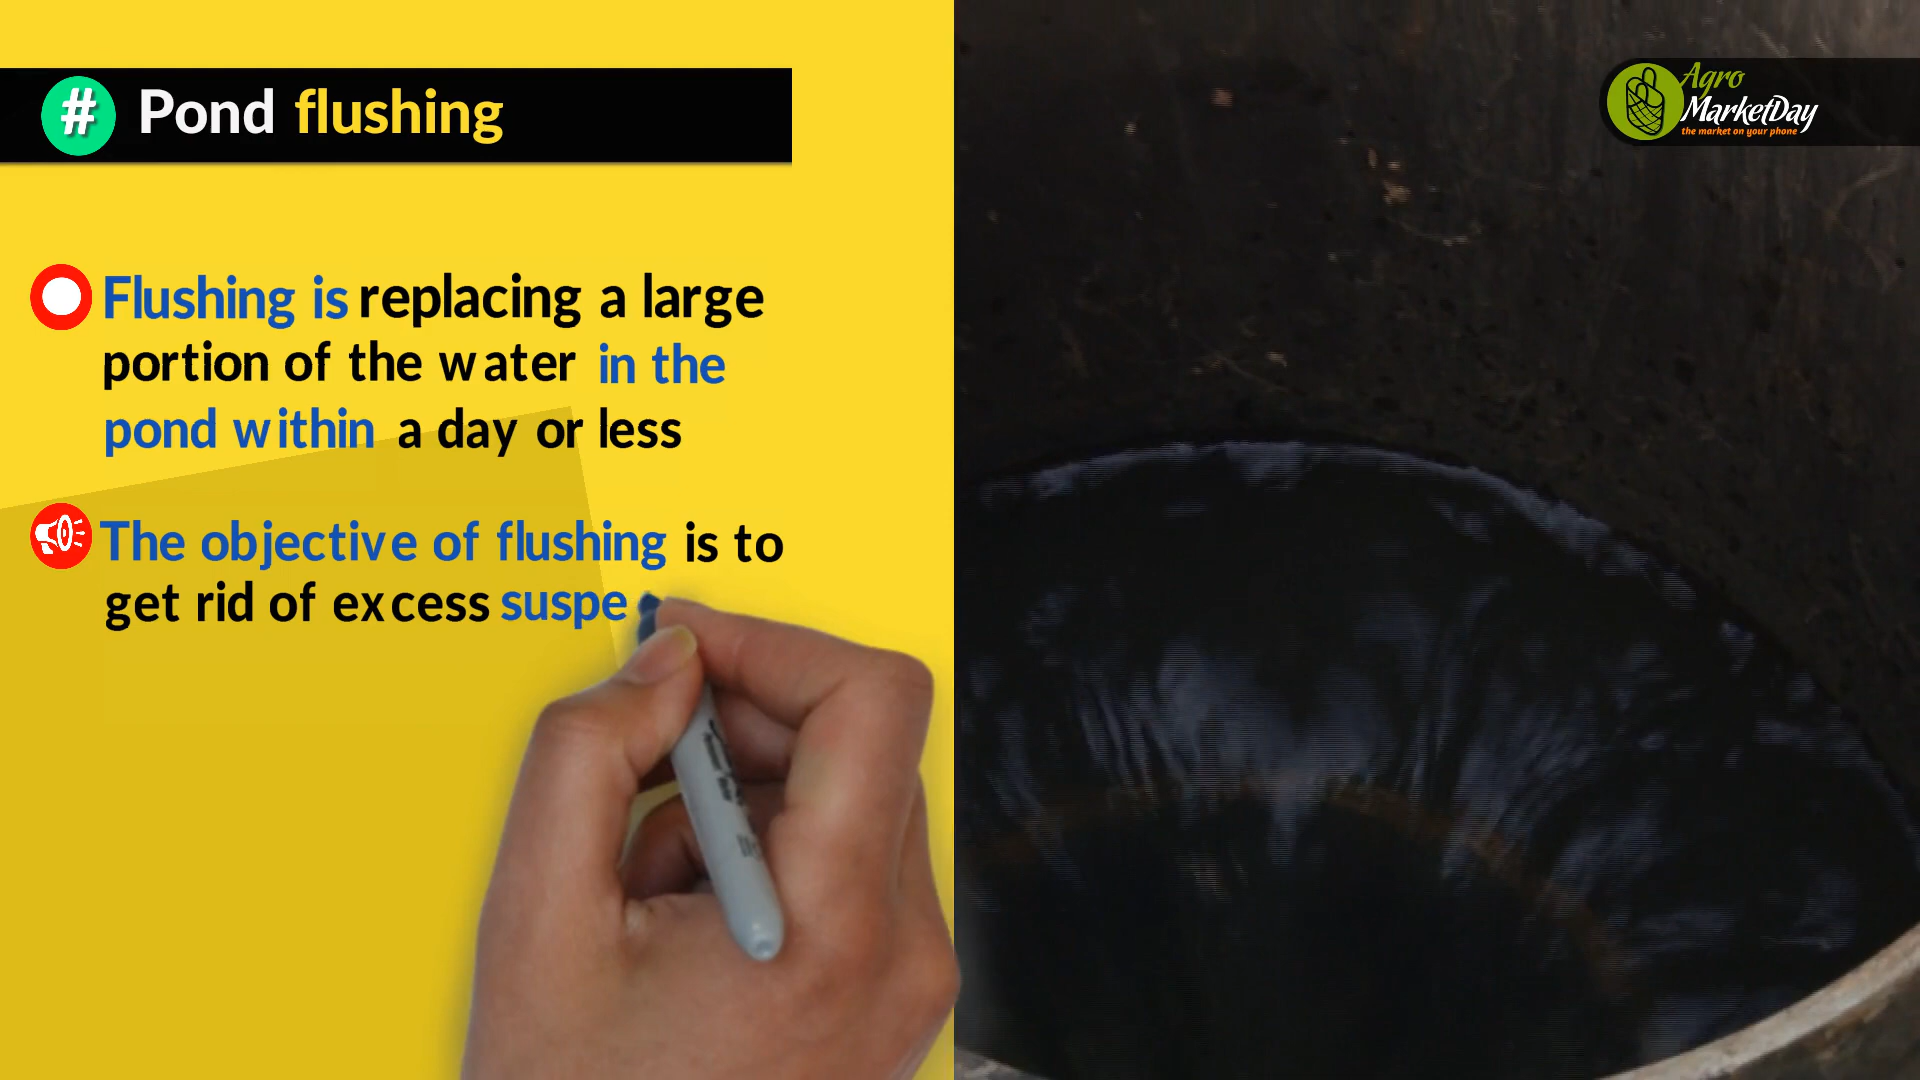 # Pond flushing
Flushing is replacing a large
portion of the water in the
pond within a day or less
The objective of flushing is to
get rid of excess suspe
Agro
MarketDay
the market on your phone